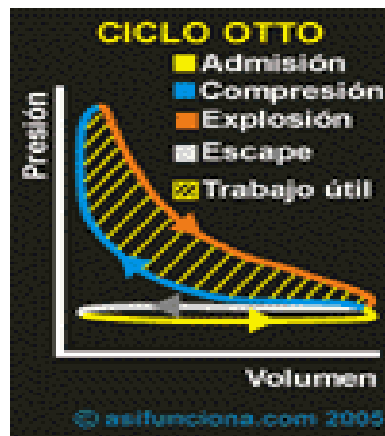 CICLO OTTO
Admisión
Compresión
Explosión
Escape
Trabajo útil
Presión
Volumen
© asifunciona.com 2005